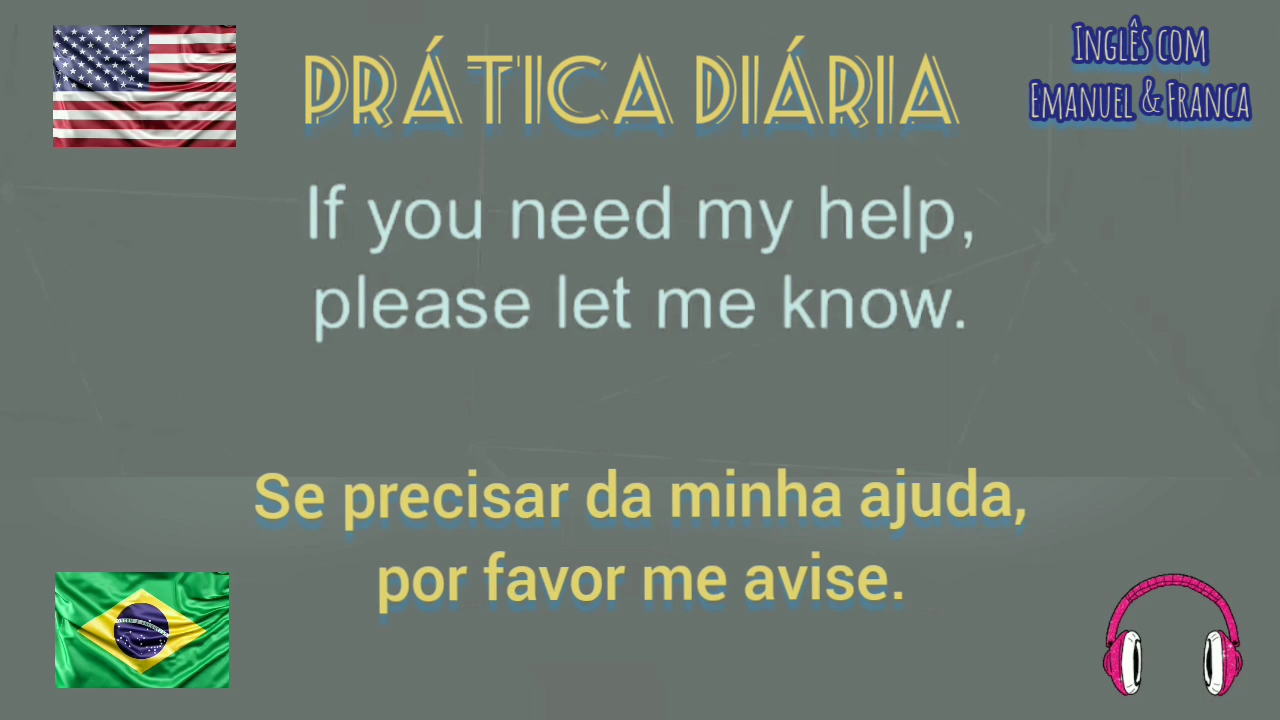 PRÁTICA DIÁRIA
Inglês com
Emanuel & Franca
If you need my help,
please let me know.
Se precisar da minha ajuda,
por favor me avise.